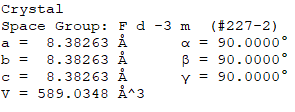 Crystal
Space Group: F d -3 m  (#227-2)
a =  8.38263 Å     α = 90.0000°
b =  8.38263 Å     β = 90.0000°
c =  8.38263 Å     γ = 90.0000°
V = 589.0348 Å^3